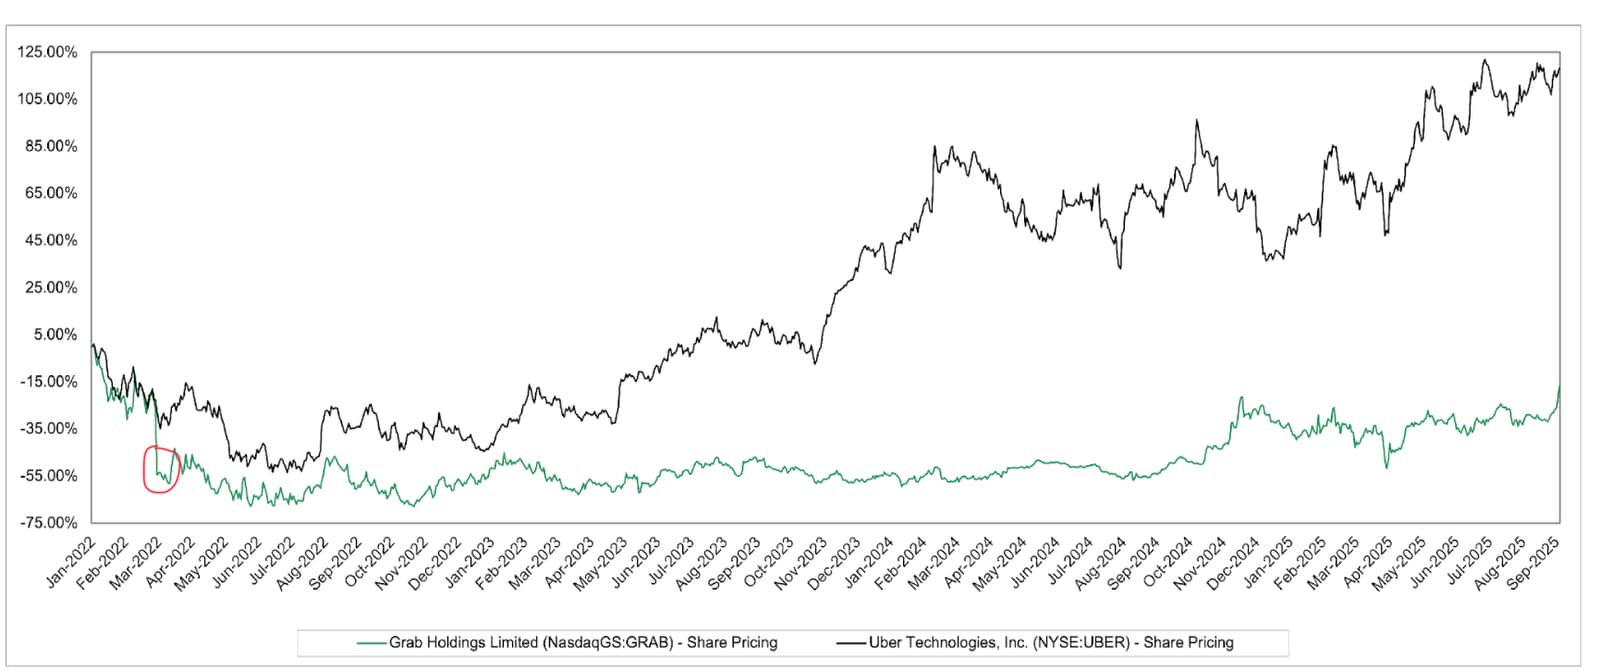 125.00%
105.00%
85.00%
65.00%
45.00%
25.00%
5.00%
-15.00%
-35.00%
-55.00%
-75.00%
Jan-2022
Feb-2022
Mar-2022
Apr-2022
May-2022
Jun-2022
Jul-2022
Aug-2022
Sep-2022
Oct-2022
Nov-2022
Dec-2022
Jan-2023
Feb-2023
Mar-2023
Apr-2023
May-2023
Jun-2023
Jul-2023
Aug-2023
Sep-2023
Oct-2023
Nov-2023
Dec-2023
Jan-2024
Feb-2024
Mar-2024
Apr-2024
May-2024
Jun-2024
Jul-2024
Aug-2024
Sep-2024
Oct-2024
Nov-2024
Dec-2024
Jan-2025
Feb-2025
Mar-2025
Apr-2025
May-2025
Jun-2025
Jul-2025
Aug-2025
Sep-2025
Grab Holdings Limited (NasdaqGS:GRAB) - Share Pricing
Uber Technologies, Inc. (NYSE:UBER) - Share Pricing